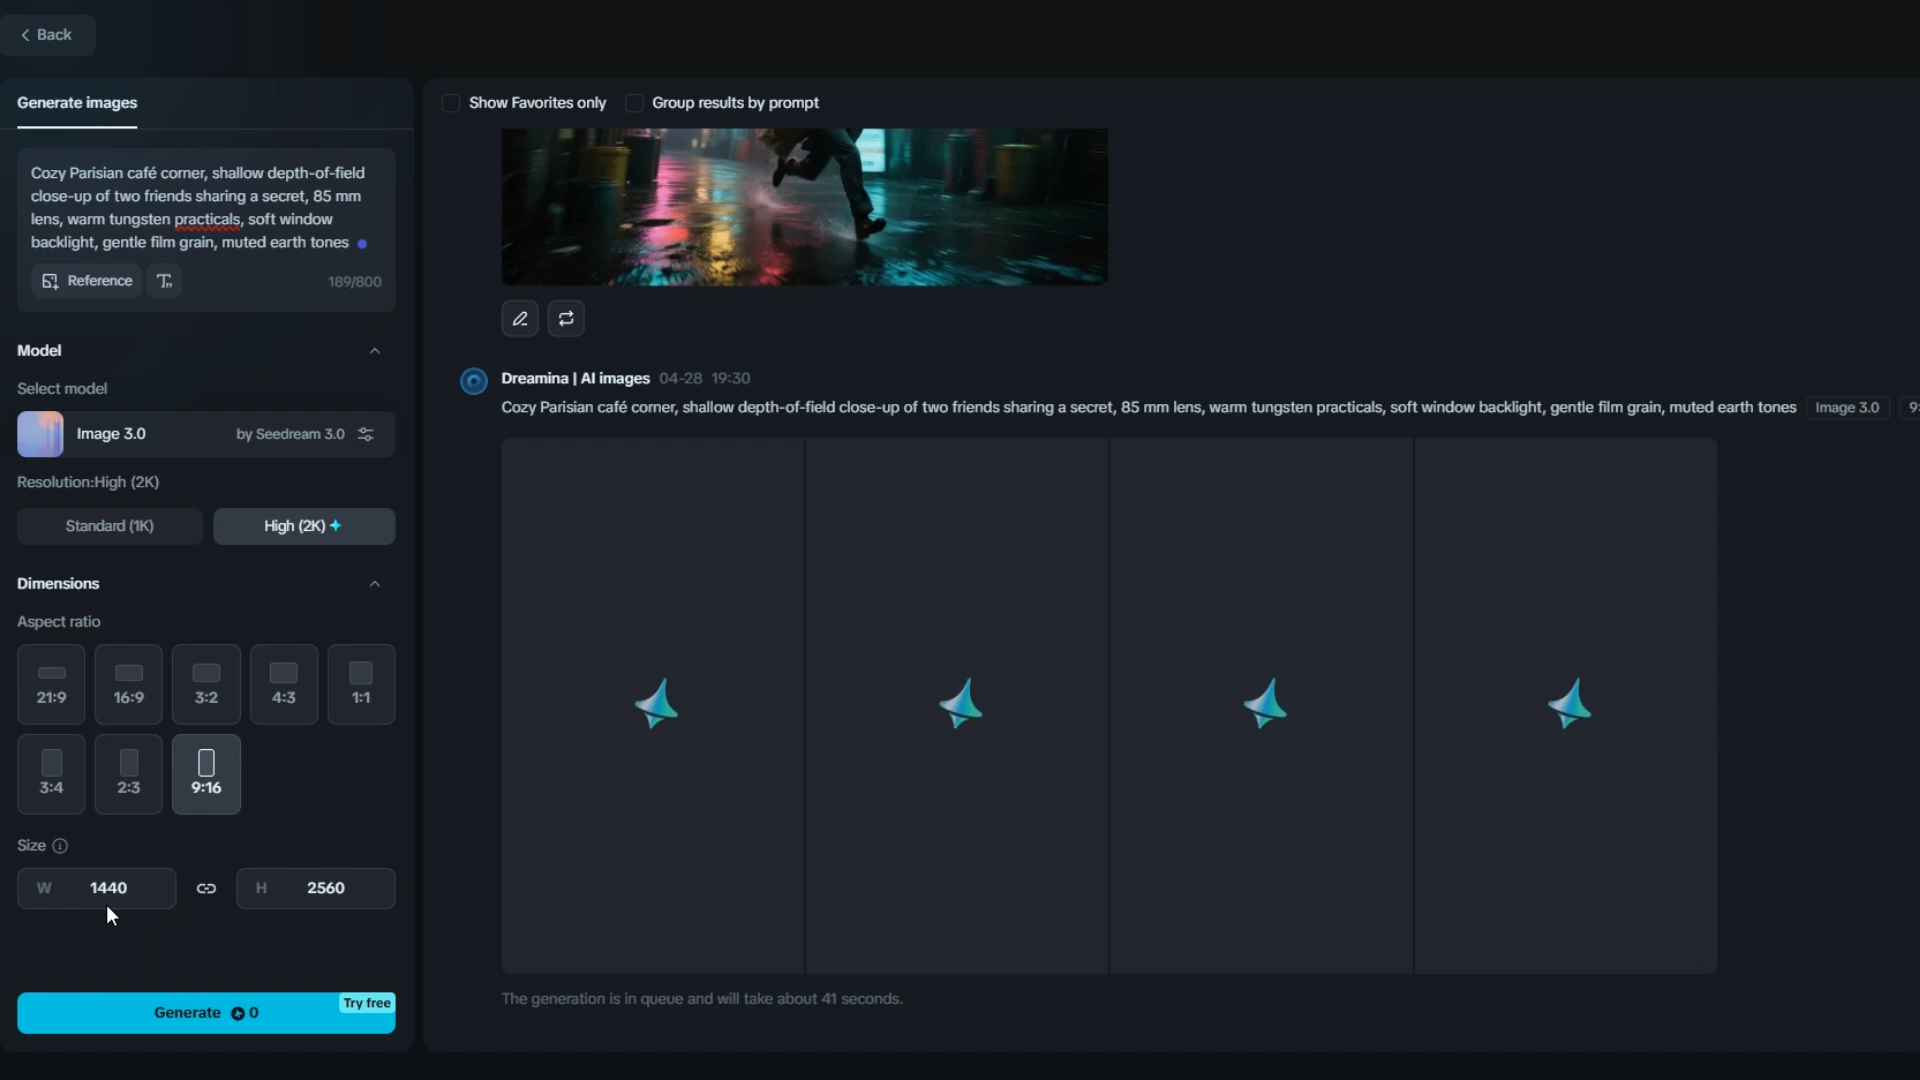 Back
Generate images
Cozy Parisian café corner, shallow depth-of-field
close-up of two friends sharing a secret, 85 mm
lens, warm tungsten practicals, soft window
backlight, gentle film grain, muted earth tones
Reference
T
189/800
Model
Select model
Image 3.0
by Seedream 3.0
Resolution:High (2K)
Standard (1K)
High (2K)
Dimensions
Aspect ratio
21:9
16:9
3:2
4:3
1:1
3:4
2:3
9:16
Size
W 1440
H 2560
Try free
Generate 0
Show Favorites only
Group results by prompt
Dreamina | AI images 04-28 19:30
Cozy Parisian café corner, shallow depth-of-field close-up of two friends sharing a secret, 85 mm lens, warm tungsten practicals, soft window backlight, gentle film grain, muted earth tones Image 3.0
The generation is in queue and will take about 41 seconds.